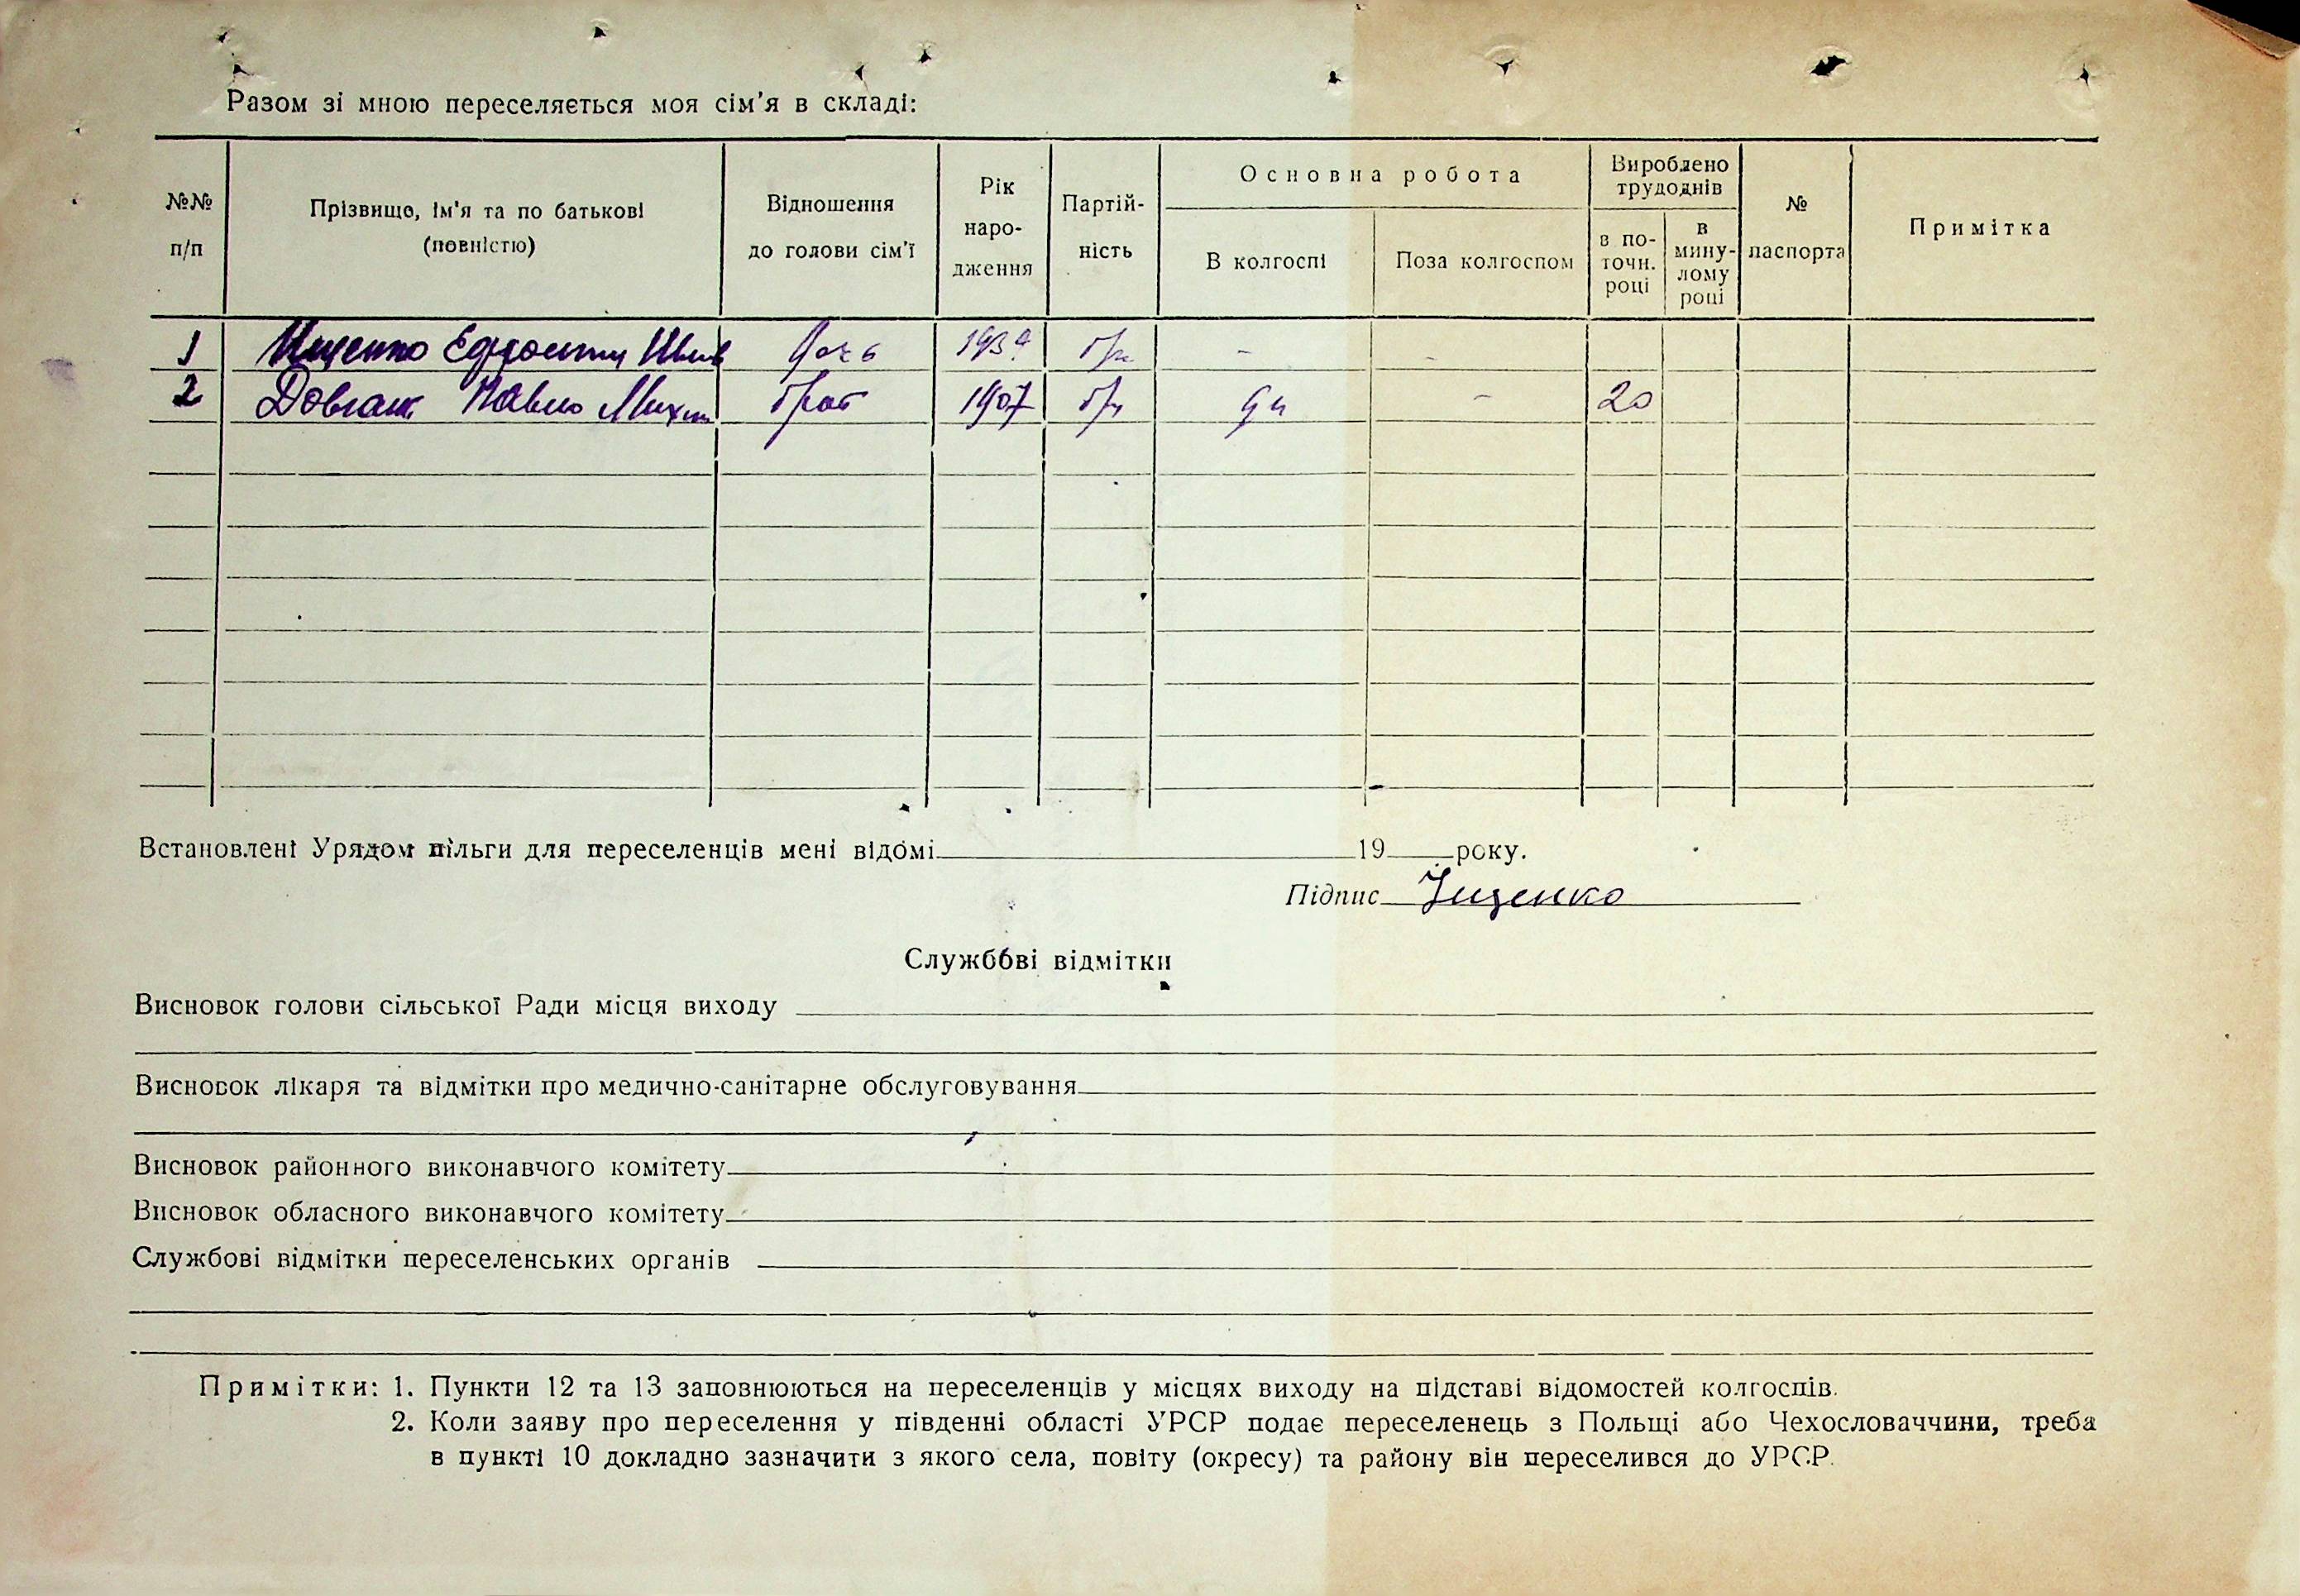 Разом зі мною переселяється моя сім'я в складі:
№№ п/п
Прізвище, ім'я та по батькові (повністю)
Відношення до голови сім'ї
Рік народження
Партійність
Основна робота
В колгоспі
Поза колгоспом
Вироблено трудоднів
в поточн. році
в минулому році
№ паспорта
Примітка
1 Ищенко Дочь 1939 б/п - -
2 Довгаш Павло Мих брат 1907 б/п - 20
Встановлені Урядом пільги для переселенців мені відомі 19 року.
Підпис Іщенко
Службові відмітки
Висновок голови сільської Ради місця виходу
Висновок лікаря та відмітки про медично-санітарне обслуговування
Висновок районного виконавчого комітету
Висновок обласного виконавчого комітету
Службові відмітки переселенських органів
Примітки: 1. Пункти 12 та 13 заповнюються на переселенців у місцях виходу на підставі відомостей колгоспів.
2. Коли заяву про переселення у південні області УРСР подає переселенець з Польщі або Чехословаччини, треба
в пункті 10 докладно зазначити з якого села, повіту (окресу) та району він переселився до УРСР.